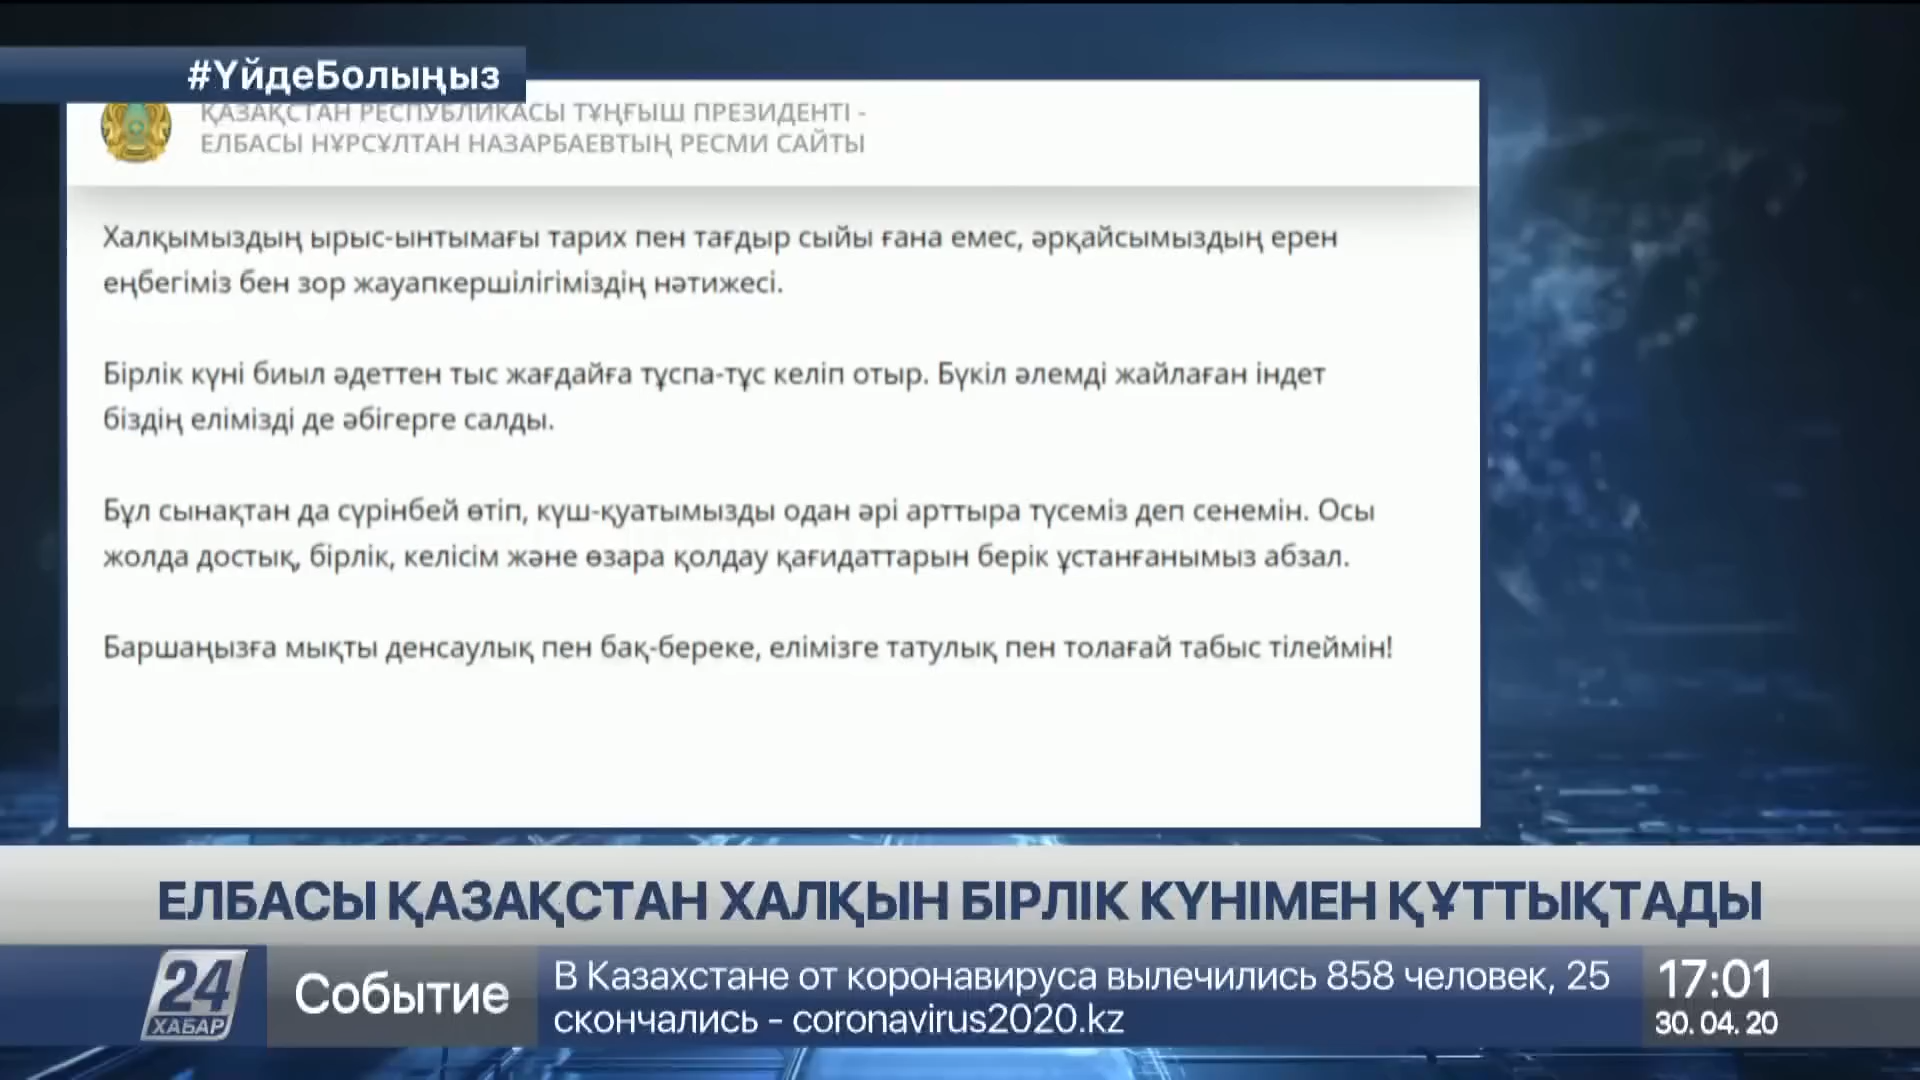 #ҮйдеБолыңыз
ҚАЗАҚСТАН РЕСПУБЛИКАСЫ ТҰҢҒЫШ ПРЕЗИДЕНТІ -
ЕЛБАСЫ НҰРСҰЛТАН НАЗАРБАЕВТЫҢ РЕСМИ САЙТЫ
Халқымыздың ырыс-ынтымағы тарих пен тағдыр сыйы ғана емес, әрқайсымыздың ерен
еңбегіміз бен зор жауапкершілігіміздің нәтижесі.
Бірлік күні биыл әдеттен тыс жағдайға тұспа-тұс келіп отыр. Бүкіл әлемді жайлаған індет
біздің елімізді де әбігерге салды.
Бұл сынақтан да сүрінбей өтіп, күш-қуатымызды одан әрі арттыра түсеміз деп сенемін. Осы
жолда достық, бірлік, келісім және өзара қолдау қағидаттарын берік ұстанғанымыз абзал.
Баршаңызға мықты денсаулық пен бақ-береке, елімізге татулық пен толағай табыс тілеймін!
ЕЛБАСЫ ҚАЗАҚСТАН ХАЛҚЫН БІРЛІК КҮНІМЕН ҚҰТТЫҚТАДЫ
24
ХАБАР
Событие
В Казахстане от коронавируса вылечились 858 человек, 25
скончались - coronavirus2020.kz
17:01
30. 04. 20